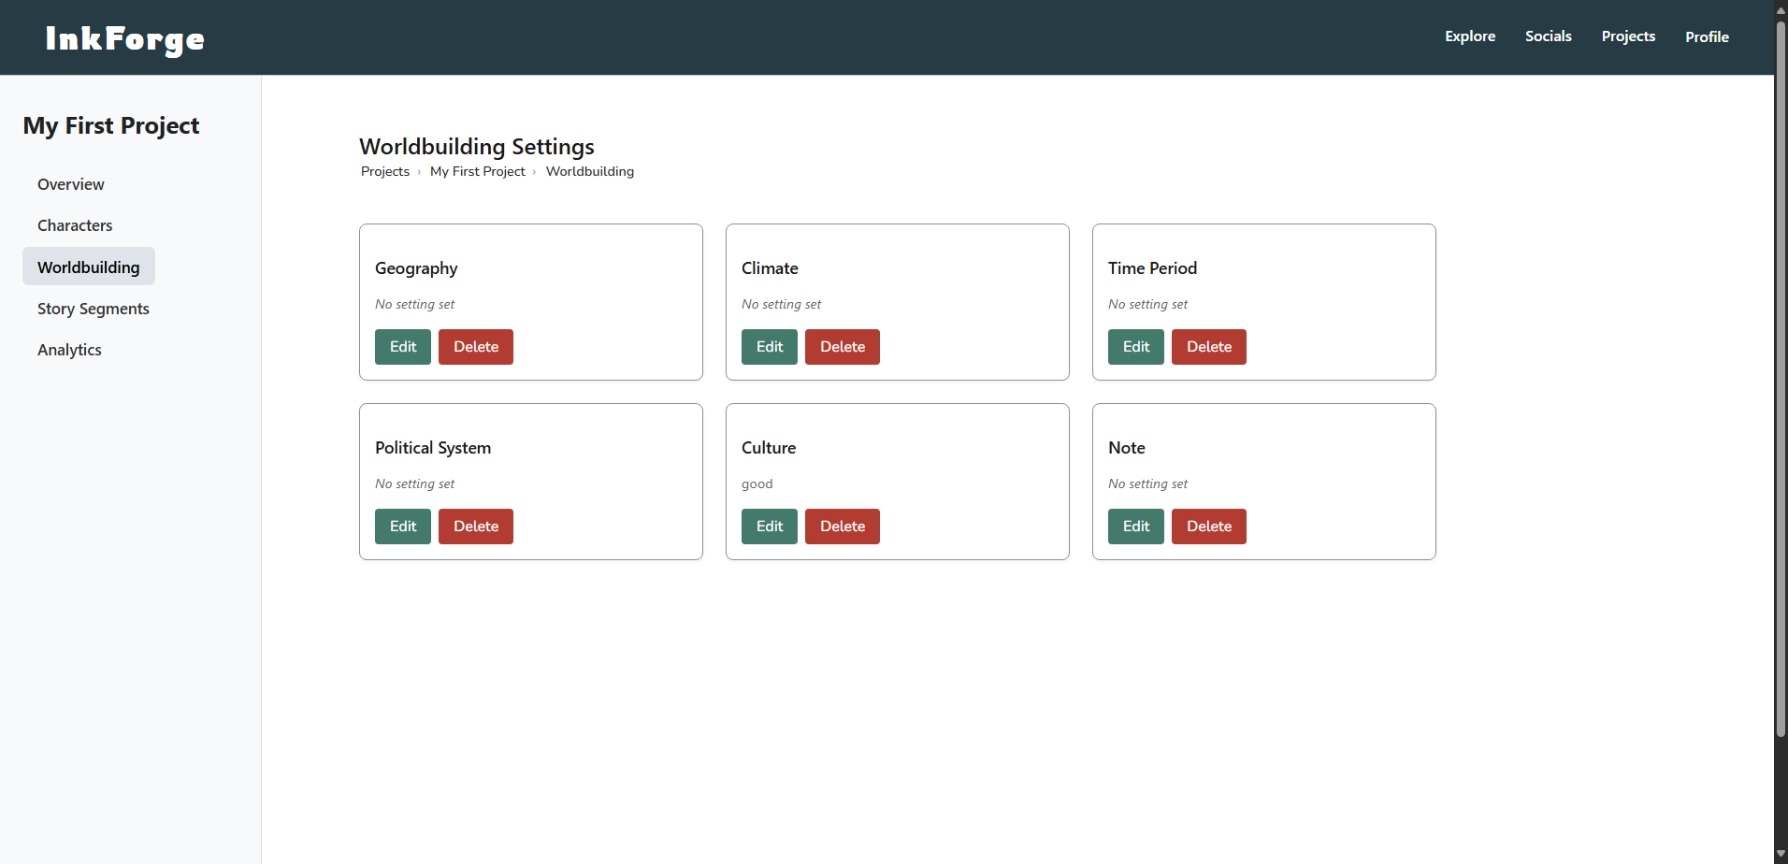 InkForge
Explore Socials Projects Profile
My First Project
Overview
Characters
Worldbuilding
Story Segments
Analytics
Worldbuilding Settings
Projects › My First Project › Worldbuilding
Geography
No setting set
Edit Delete
Climate
No setting set
Edit Delete
Time Period
No setting set
Edit Delete
Political System
No setting set
Edit Delete
Culture
good
Edit Delete
Note
No setting set
Edit Delete